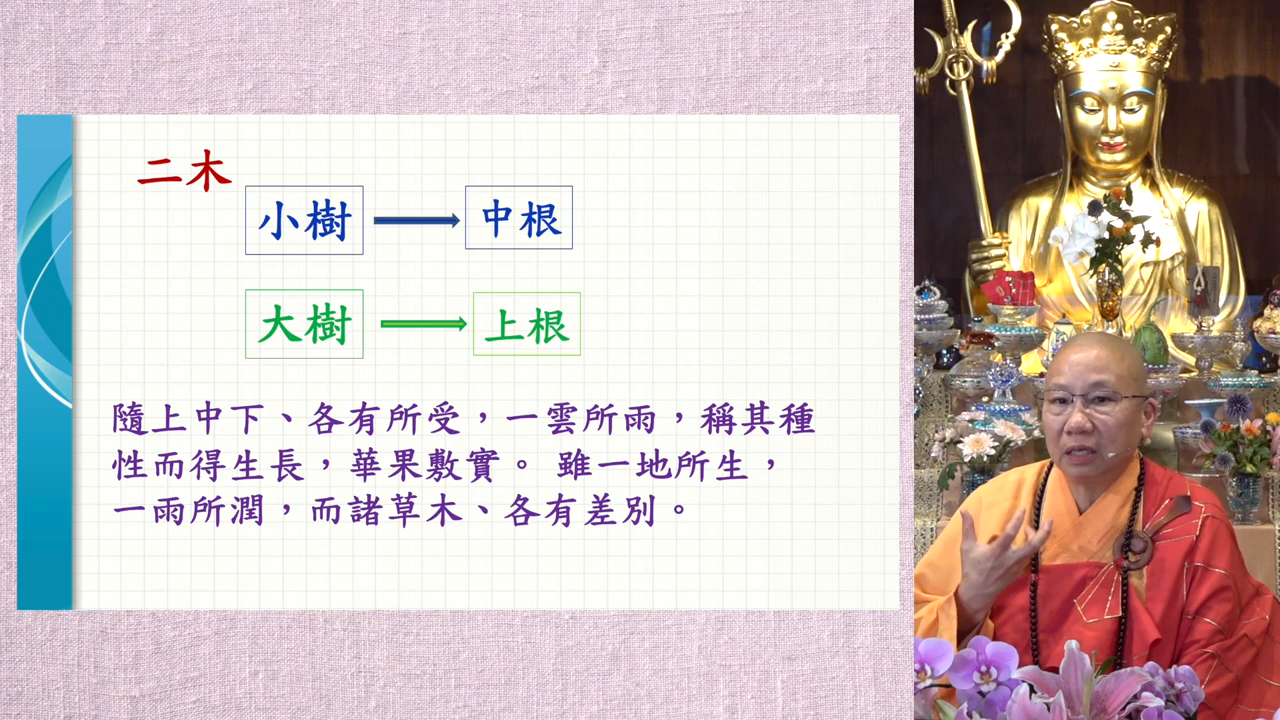 二木
小樹 中根
大樹 上根
隨上中下、各有所受，一雲所雨，稱其種
性而得生長，華果敷實。 雖一地所生，
一雨所潤，而諸草木、各有差別。